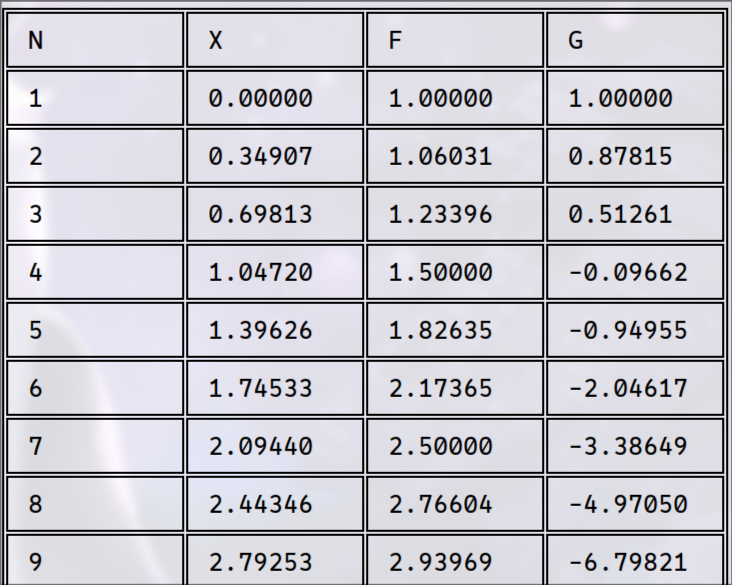 N X F G
1 0.00000 1.00000 1.00000
2 0.34907 1.06031 0.87815
3 0.69813 1.23396 0.51261
4 1.04720 1.50000 -0.09662
5 1.39626 1.82635 -0.94955
6 1.74533 2.17365 -2.04617
7 2.09440 2.50000 -3.38649
8 2.44346 2.76604 -4.97050
9 2.79253 2.93969 -6.79821